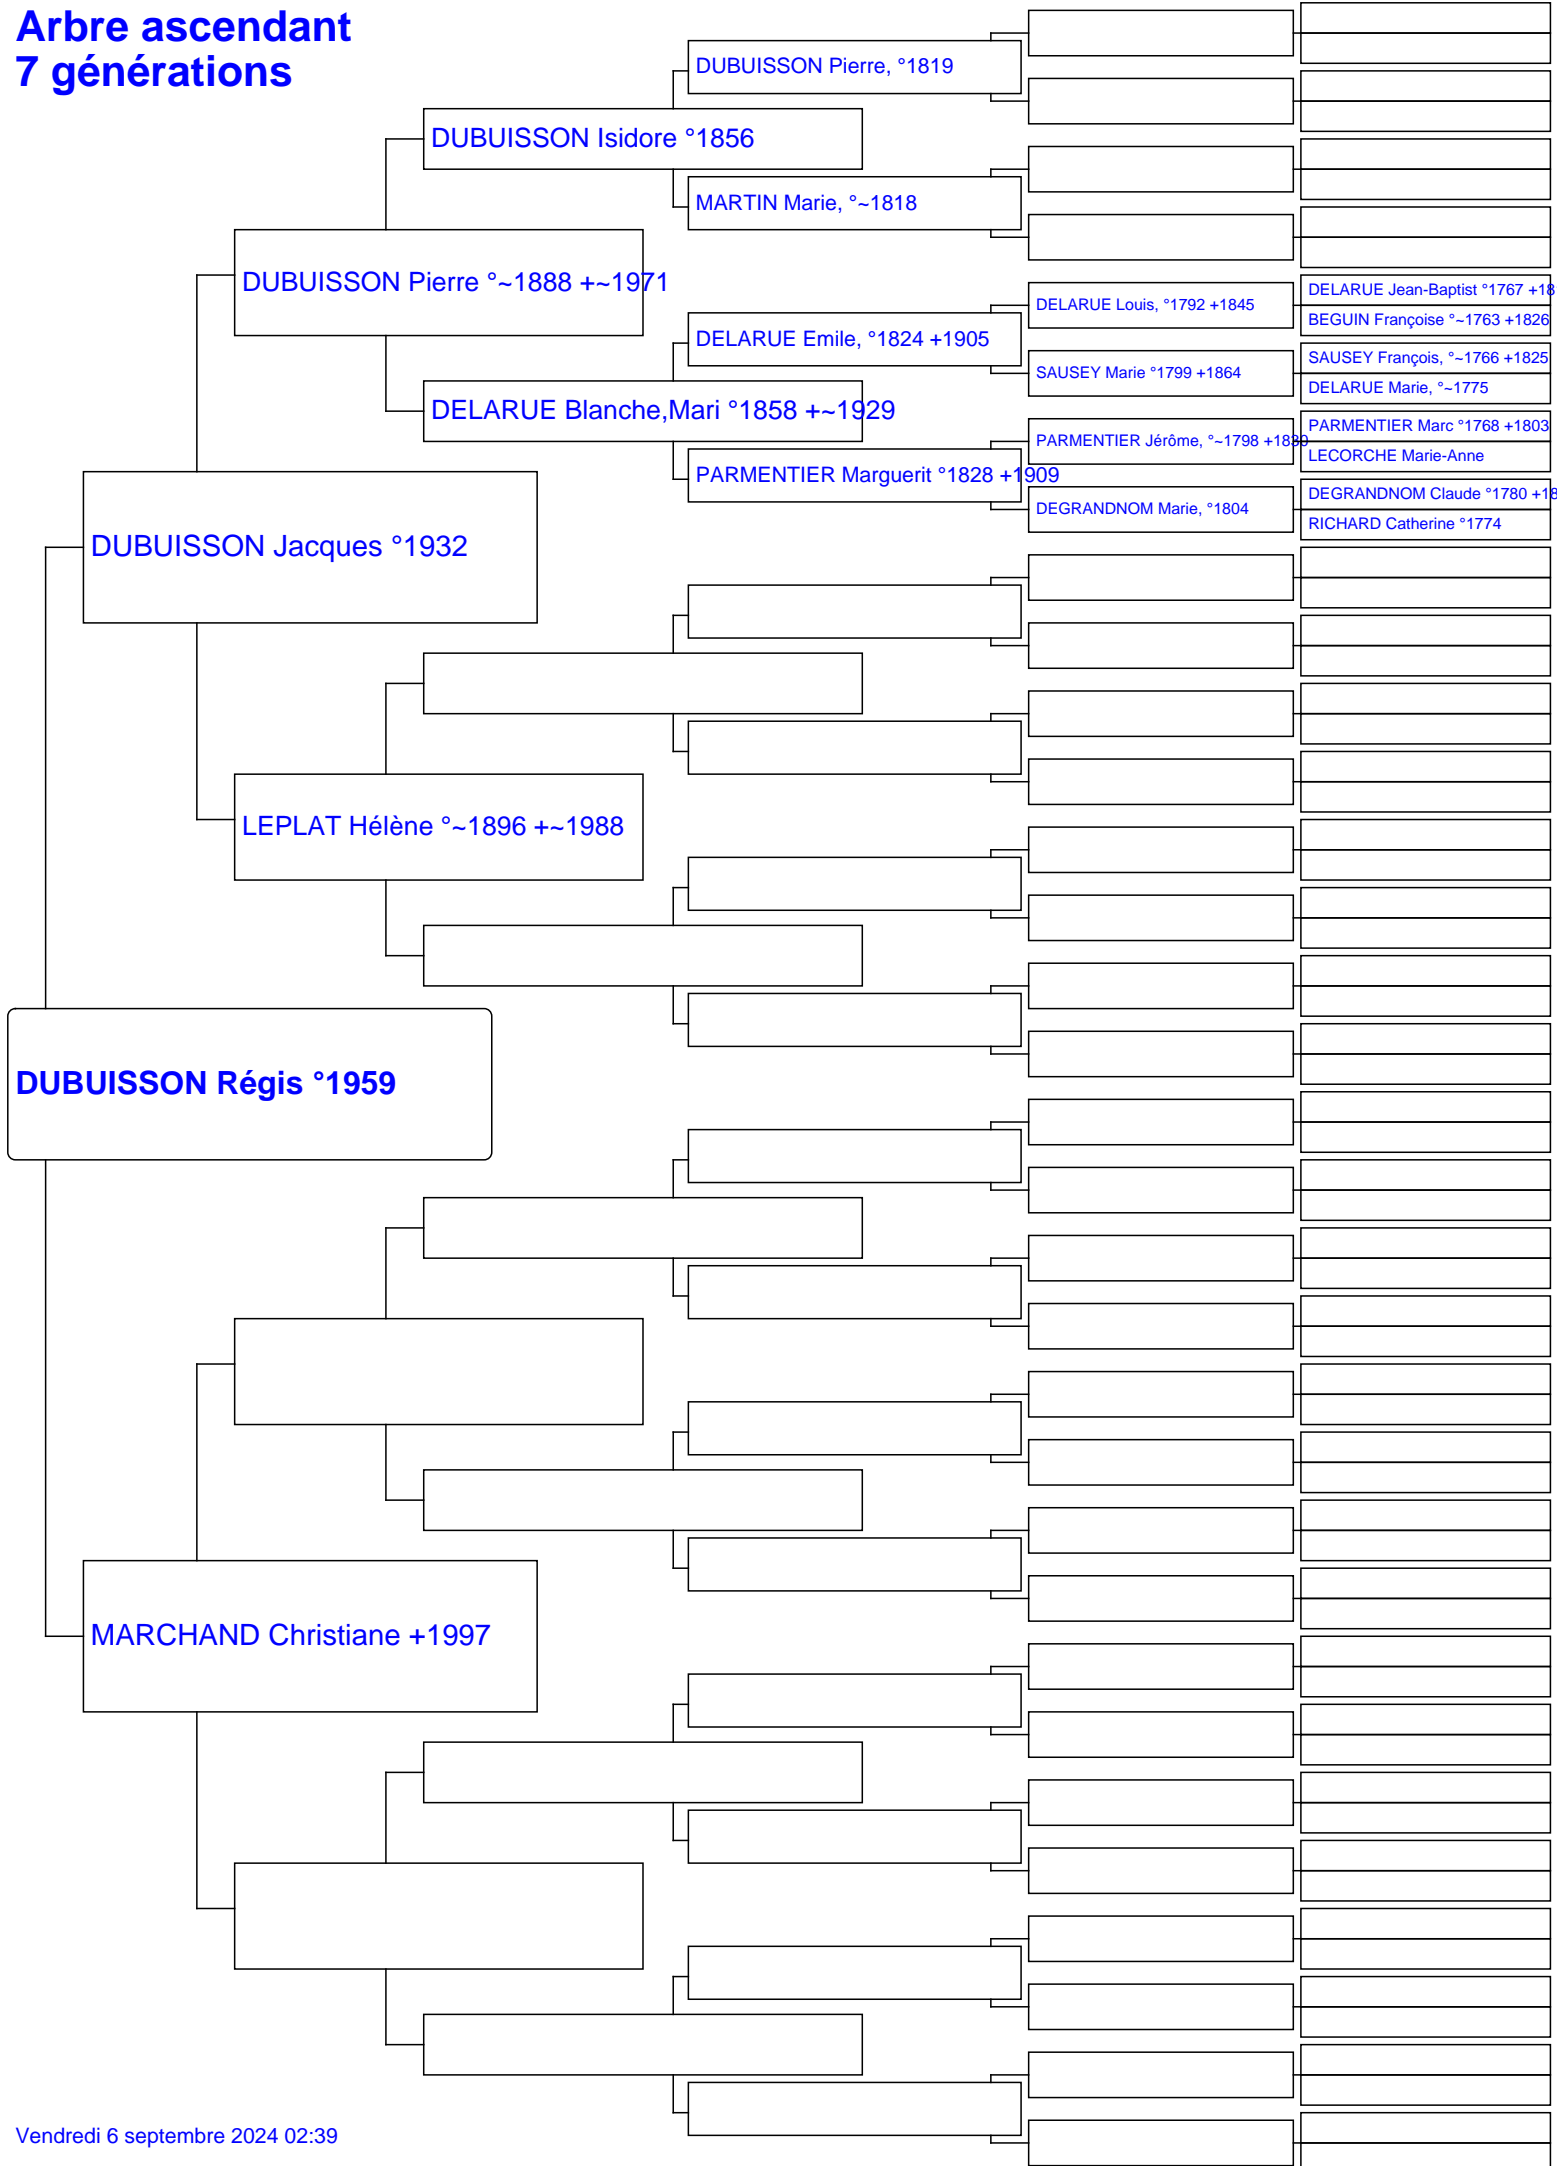 Arbre ascendant
7 générations
DUBUISSON Pierre, °1819
DUBUISSON Isidore °1856
MARTIN Marie, °~1818
DUBUISSON Pierre °~1888 +~1971
DELARUE Jean-Baptist °1767 +18
DELARUE Louis, °1792 +1845
BEGUIN Françoise °~1763 +1826
DELARUE Emile, °1824 +1905
SAUSEY François, °~1766 +1825
SAUSEY Marie °1799 +1864
DELARUE Marie, °~1775
DELARUE Blanche,Mari °1858 +~1929
PARMENTIER Marc °1768 +1803
PARMENTIER Jérôme, °~1798 +1830
LECORCHE Marie-Anne
PARMENTIER Marguerit °1828 +1909
DEGRANDNOM Claude °1780 +18
DEGRANDNOM Marie, °1804
RICHARD Catherine °1774
DUBUISSON Jacques °1932
LEPLAT Hélène °~1896 +~1988
DUBUISSON Régis °1959
MARCHAND Christiane +1997
Vendredi 6 septembre 2024 02:39